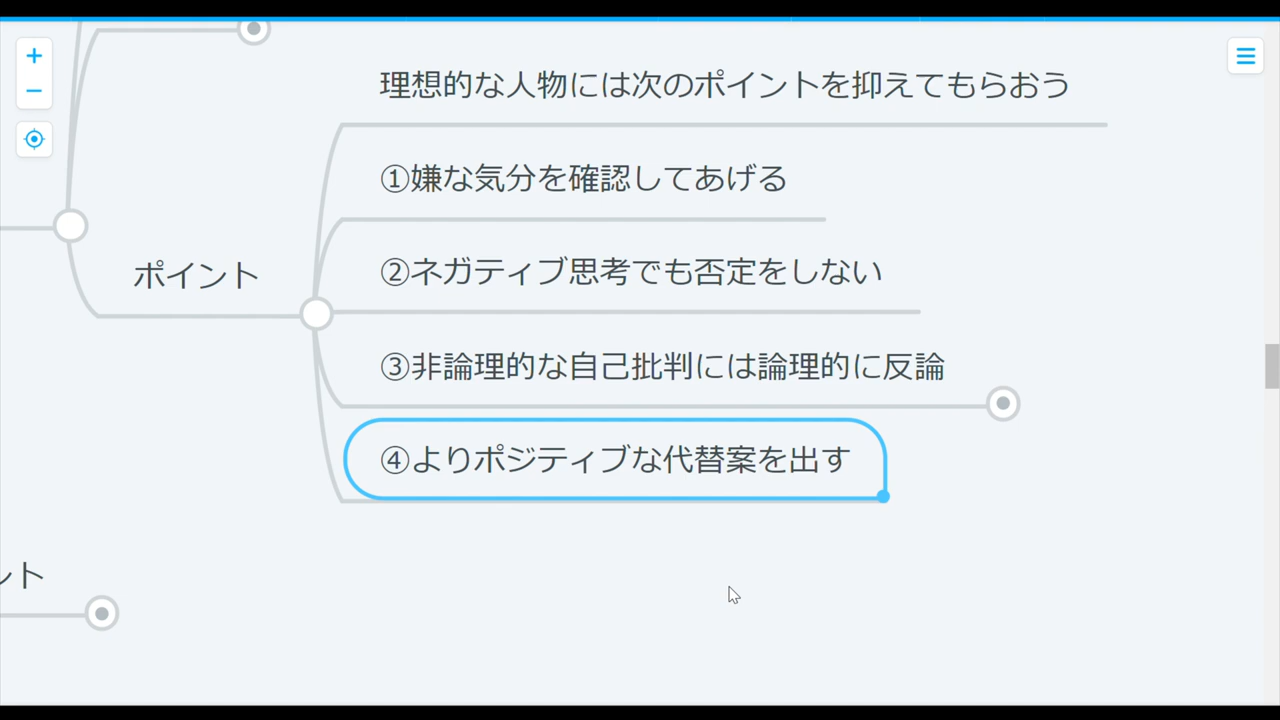 理想的な人物には次のポイントを抑えてもらおう
①嫌な気分を確認してあげる
ポイント
②ネガティブ思考でも否定をしない
③非論理的な自己批判には論理的に反論
④よりポジティブな代替案を出す
ント